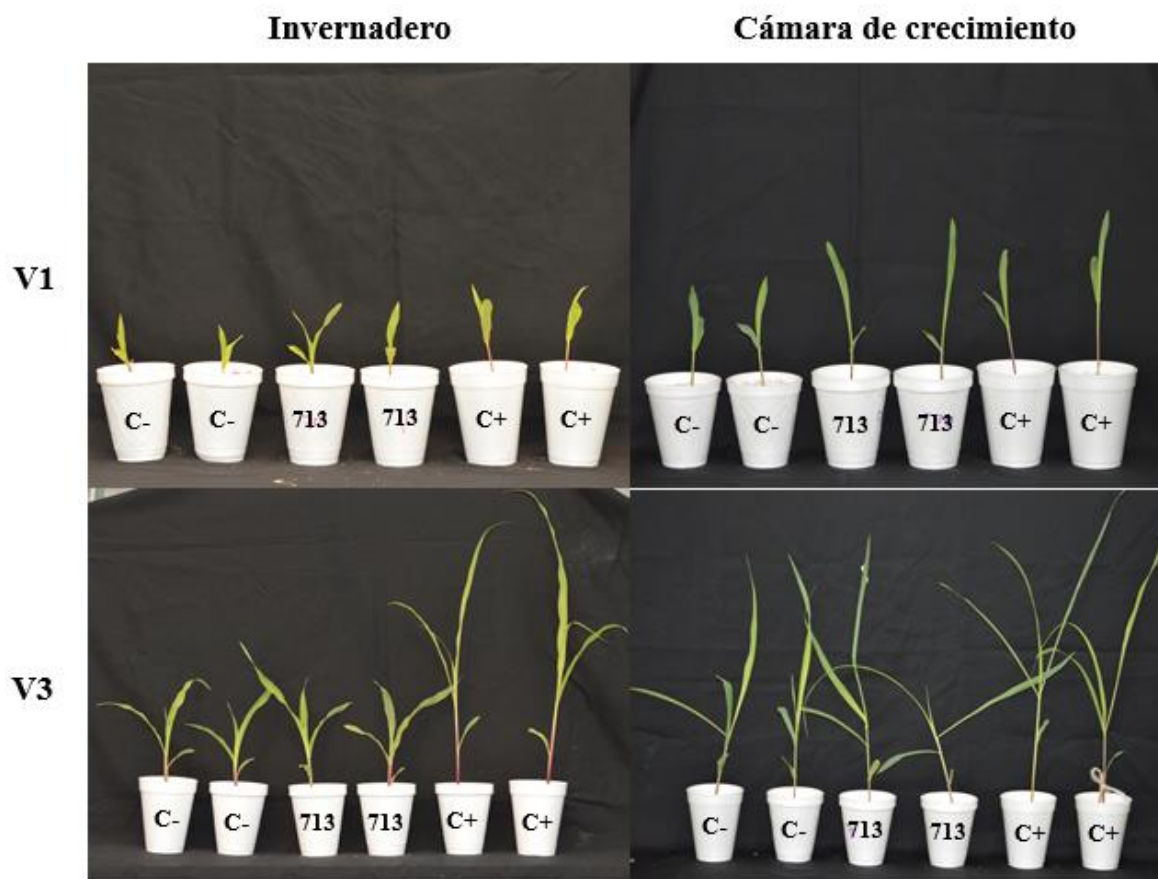 Invernadero Cámara de crecimiento
V1
C- C- 713 713 C+ C+ C- C- 713 713 C+ C+
V3
C- C- 713 713 C+ C+ C- C- 713 713 C+ C+